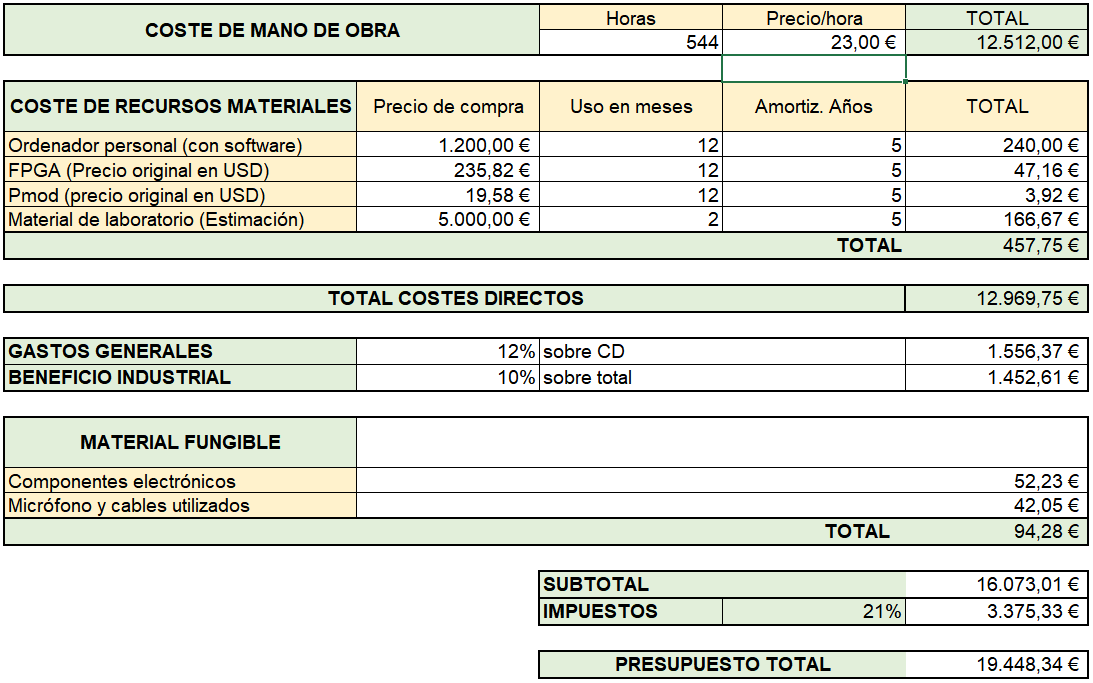 COSTE DE MANO DE OBRA Horas Precio/hora TOTAL
544 23,00 € 12.512,00 €
COSTE DE RECURSOS MATERIALES Precio de compra Uso en meses Amortiz. Años TOTAL
Ordenador personal (con software) 1.200,00 € 12 5 240,00 €
FPGA (Precio original en USD) 235,82 € 12 5 47,16 €
Pmod (precio original en USD) 19,58 € 12 5 3,92 €
Material de laboratorio (Estimación) 5.000,00 € 2 5 166,67 €
TOTAL 457,75 €
TOTAL COSTES DIRECTOS 12.969,75 €
GASTOS GENERALES 12% sobre CD 1.556,37 €
BENEFICIO INDUSTRIAL 10% sobre total 1.452,61 €
MATERIAL FUNGIBLE
Componentes electrónicos 52,23 €
Micrófono y cables utilizados 42,05 €
TOTAL 94,28 €
SUBTOTAL 16.073,01 €
IMPUESTOS 21% 3.375,33 €
PRESUPUESTO TOTAL 19.448,34 €